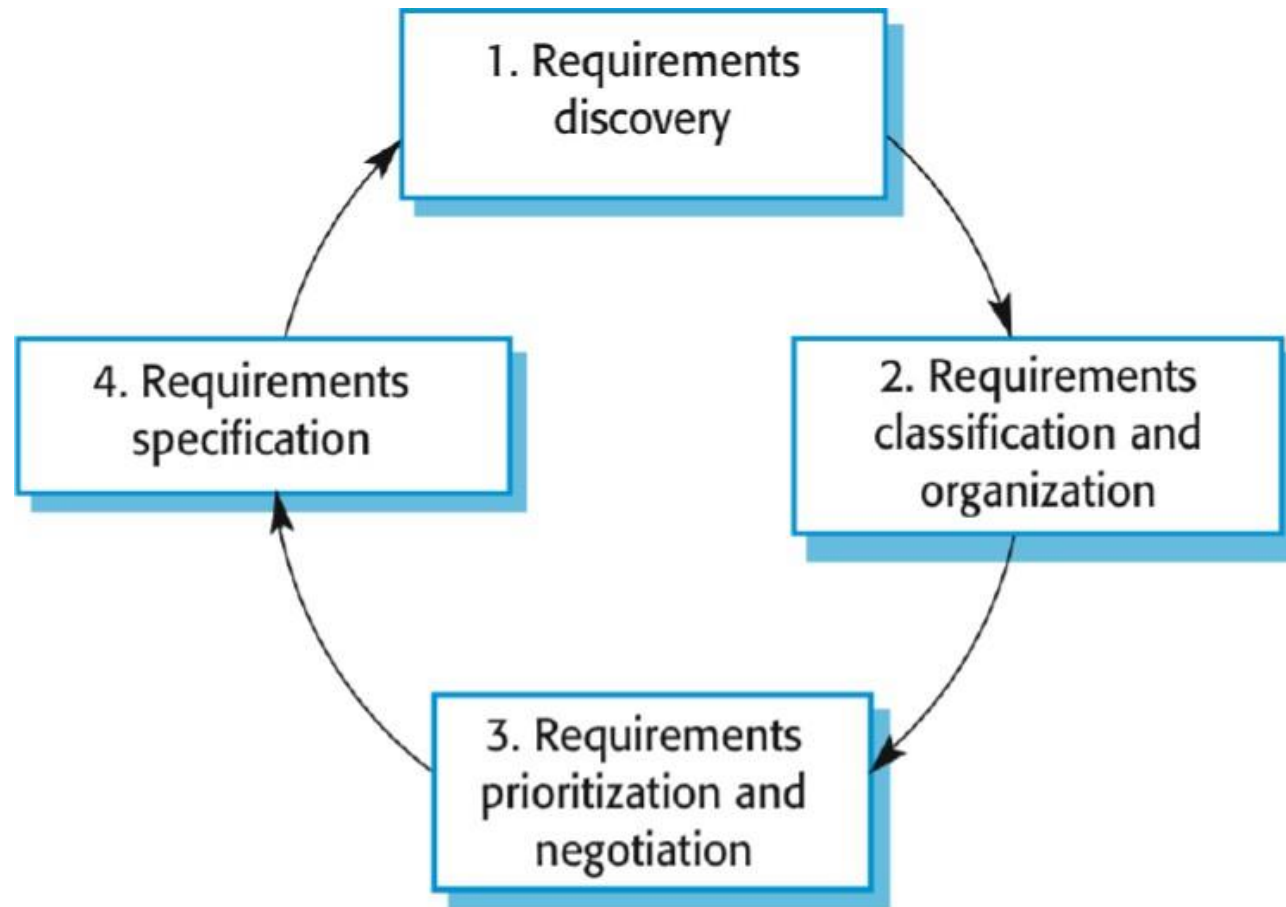 1. Requirements
discovery
2. Requirements
classification and
organization
3. Requirements
prioritization and
negotiation
4. Requirements
specification